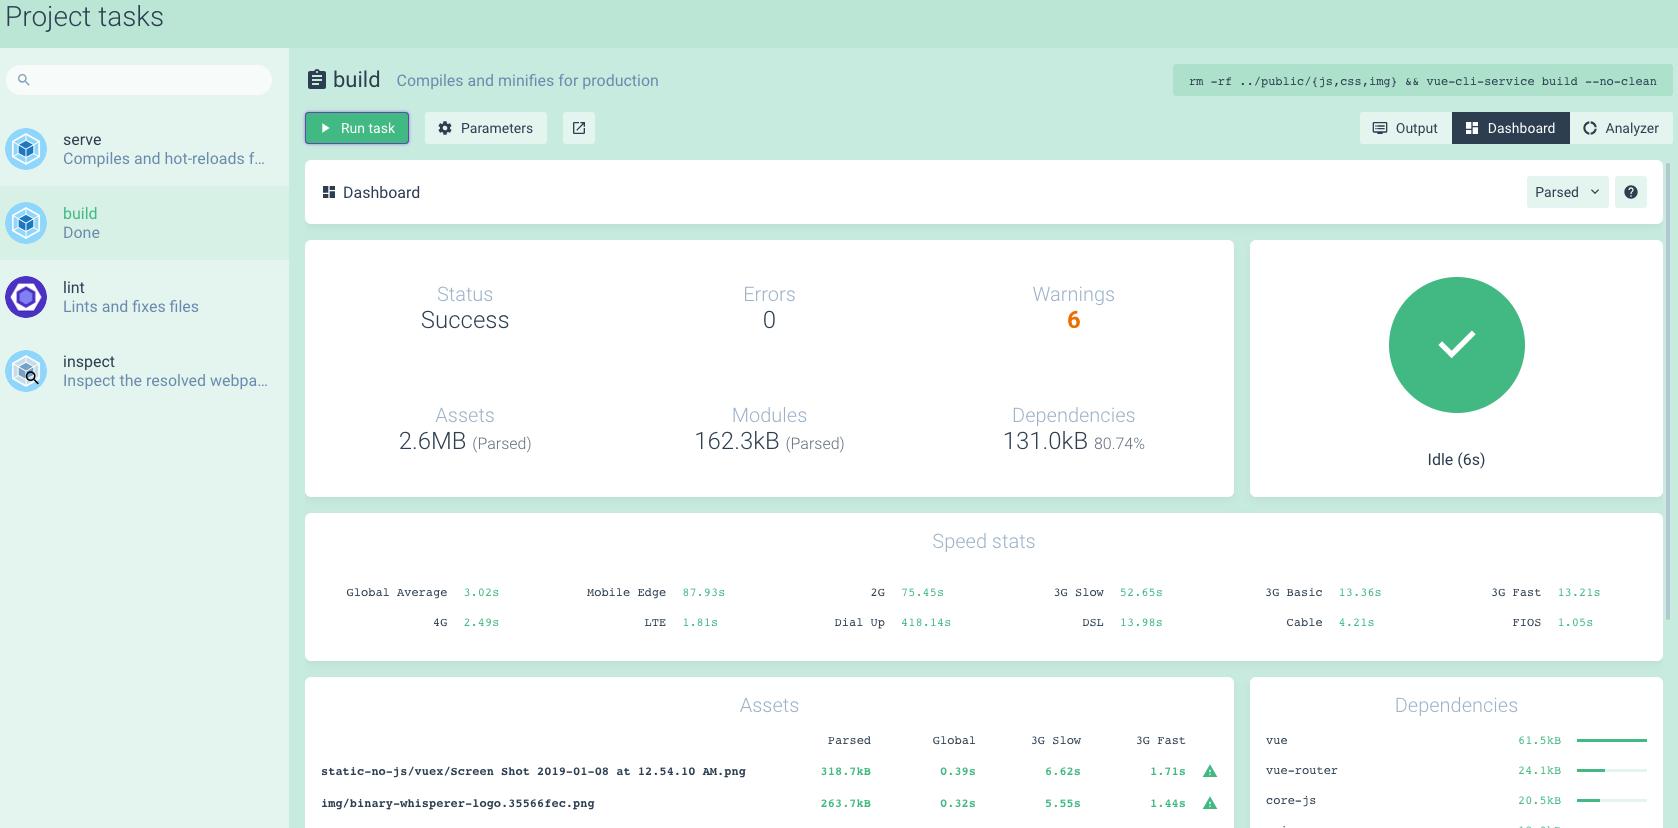 Project tasks
serve
Compiles and hot-reloads f...
build
Done
lint
Lints and fixes files
inspect
Inspect the resolved webpa...
build Compiles and minifies for production
rm -rf ../public/{js,css,img} && vue-cli-service build --no-clean
Run task Parameters
Output Dashboard Analyzer
Dashboard
Parsed
Status Errors Warnings
Success 0 6
Assets Modules Dependencies
2.6MB (Parsed) 162.3kB (Parsed) 131.0kB 80.74%
Idle (6s)
Speed stats
Global Average 3.02s Mobile Edge 87.93s 2G 75.45s 3G Slow 52.65s 3G Basic 13.36s 3G Fast 13.21s
4G 2.49s LTE 1.81s Dial Up 418.14s DSL 13.98s Cable 4.21s FIOS 1.05s
Assets
Parsed Global 3G Slow 3G Fast
static-no-js/vuex/Screen Shot 2019-01-08 at 12.54.10 AM.png 318.7kB 0.39s 6.62s 1.71s
img/binary-whisperer-logo.35566fec.png 263.7kB 0.32s 5.55s 1.44s
Dependencies
vue 61.5kB
vue-router 24.1kB
core-js 20.5kB